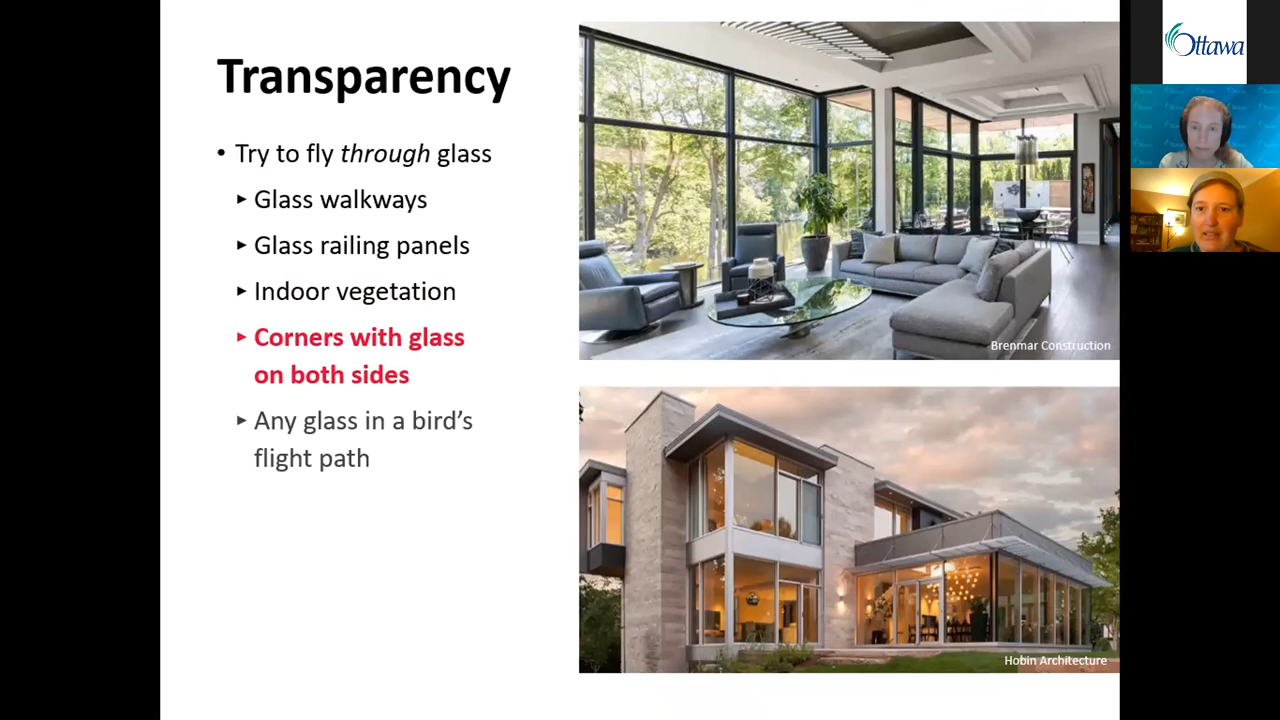 Transparency
• Try to fly through glass
▸ Glass walkways
▸ Glass railing panels
▸ Indoor vegetation
▸ Corners with glass
on both sides
▸ Any glass in a bird's
flight path
Brenmar Construction
Hobin Architecture
Ottawa